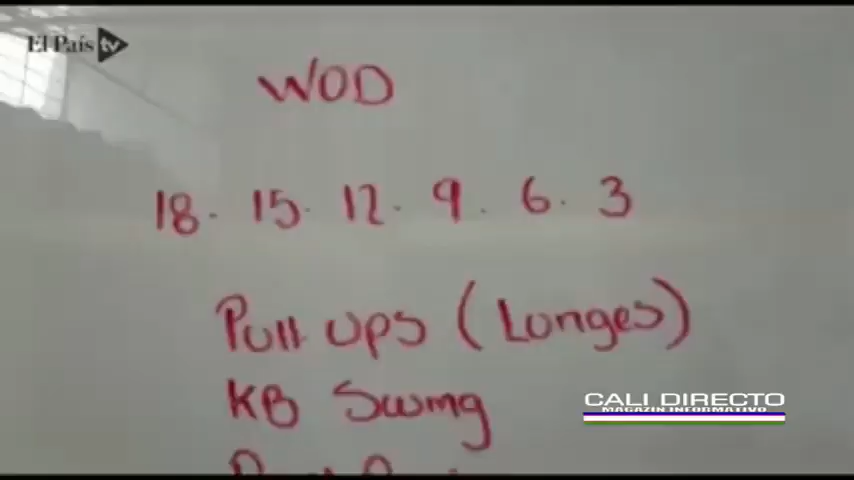 El País tv
WOD
18. 15. 12. 9. 6. 3
Pull ups (Longes)
KB Swing
CALI DIRECTO
MAGAZIN INFORMATIVO